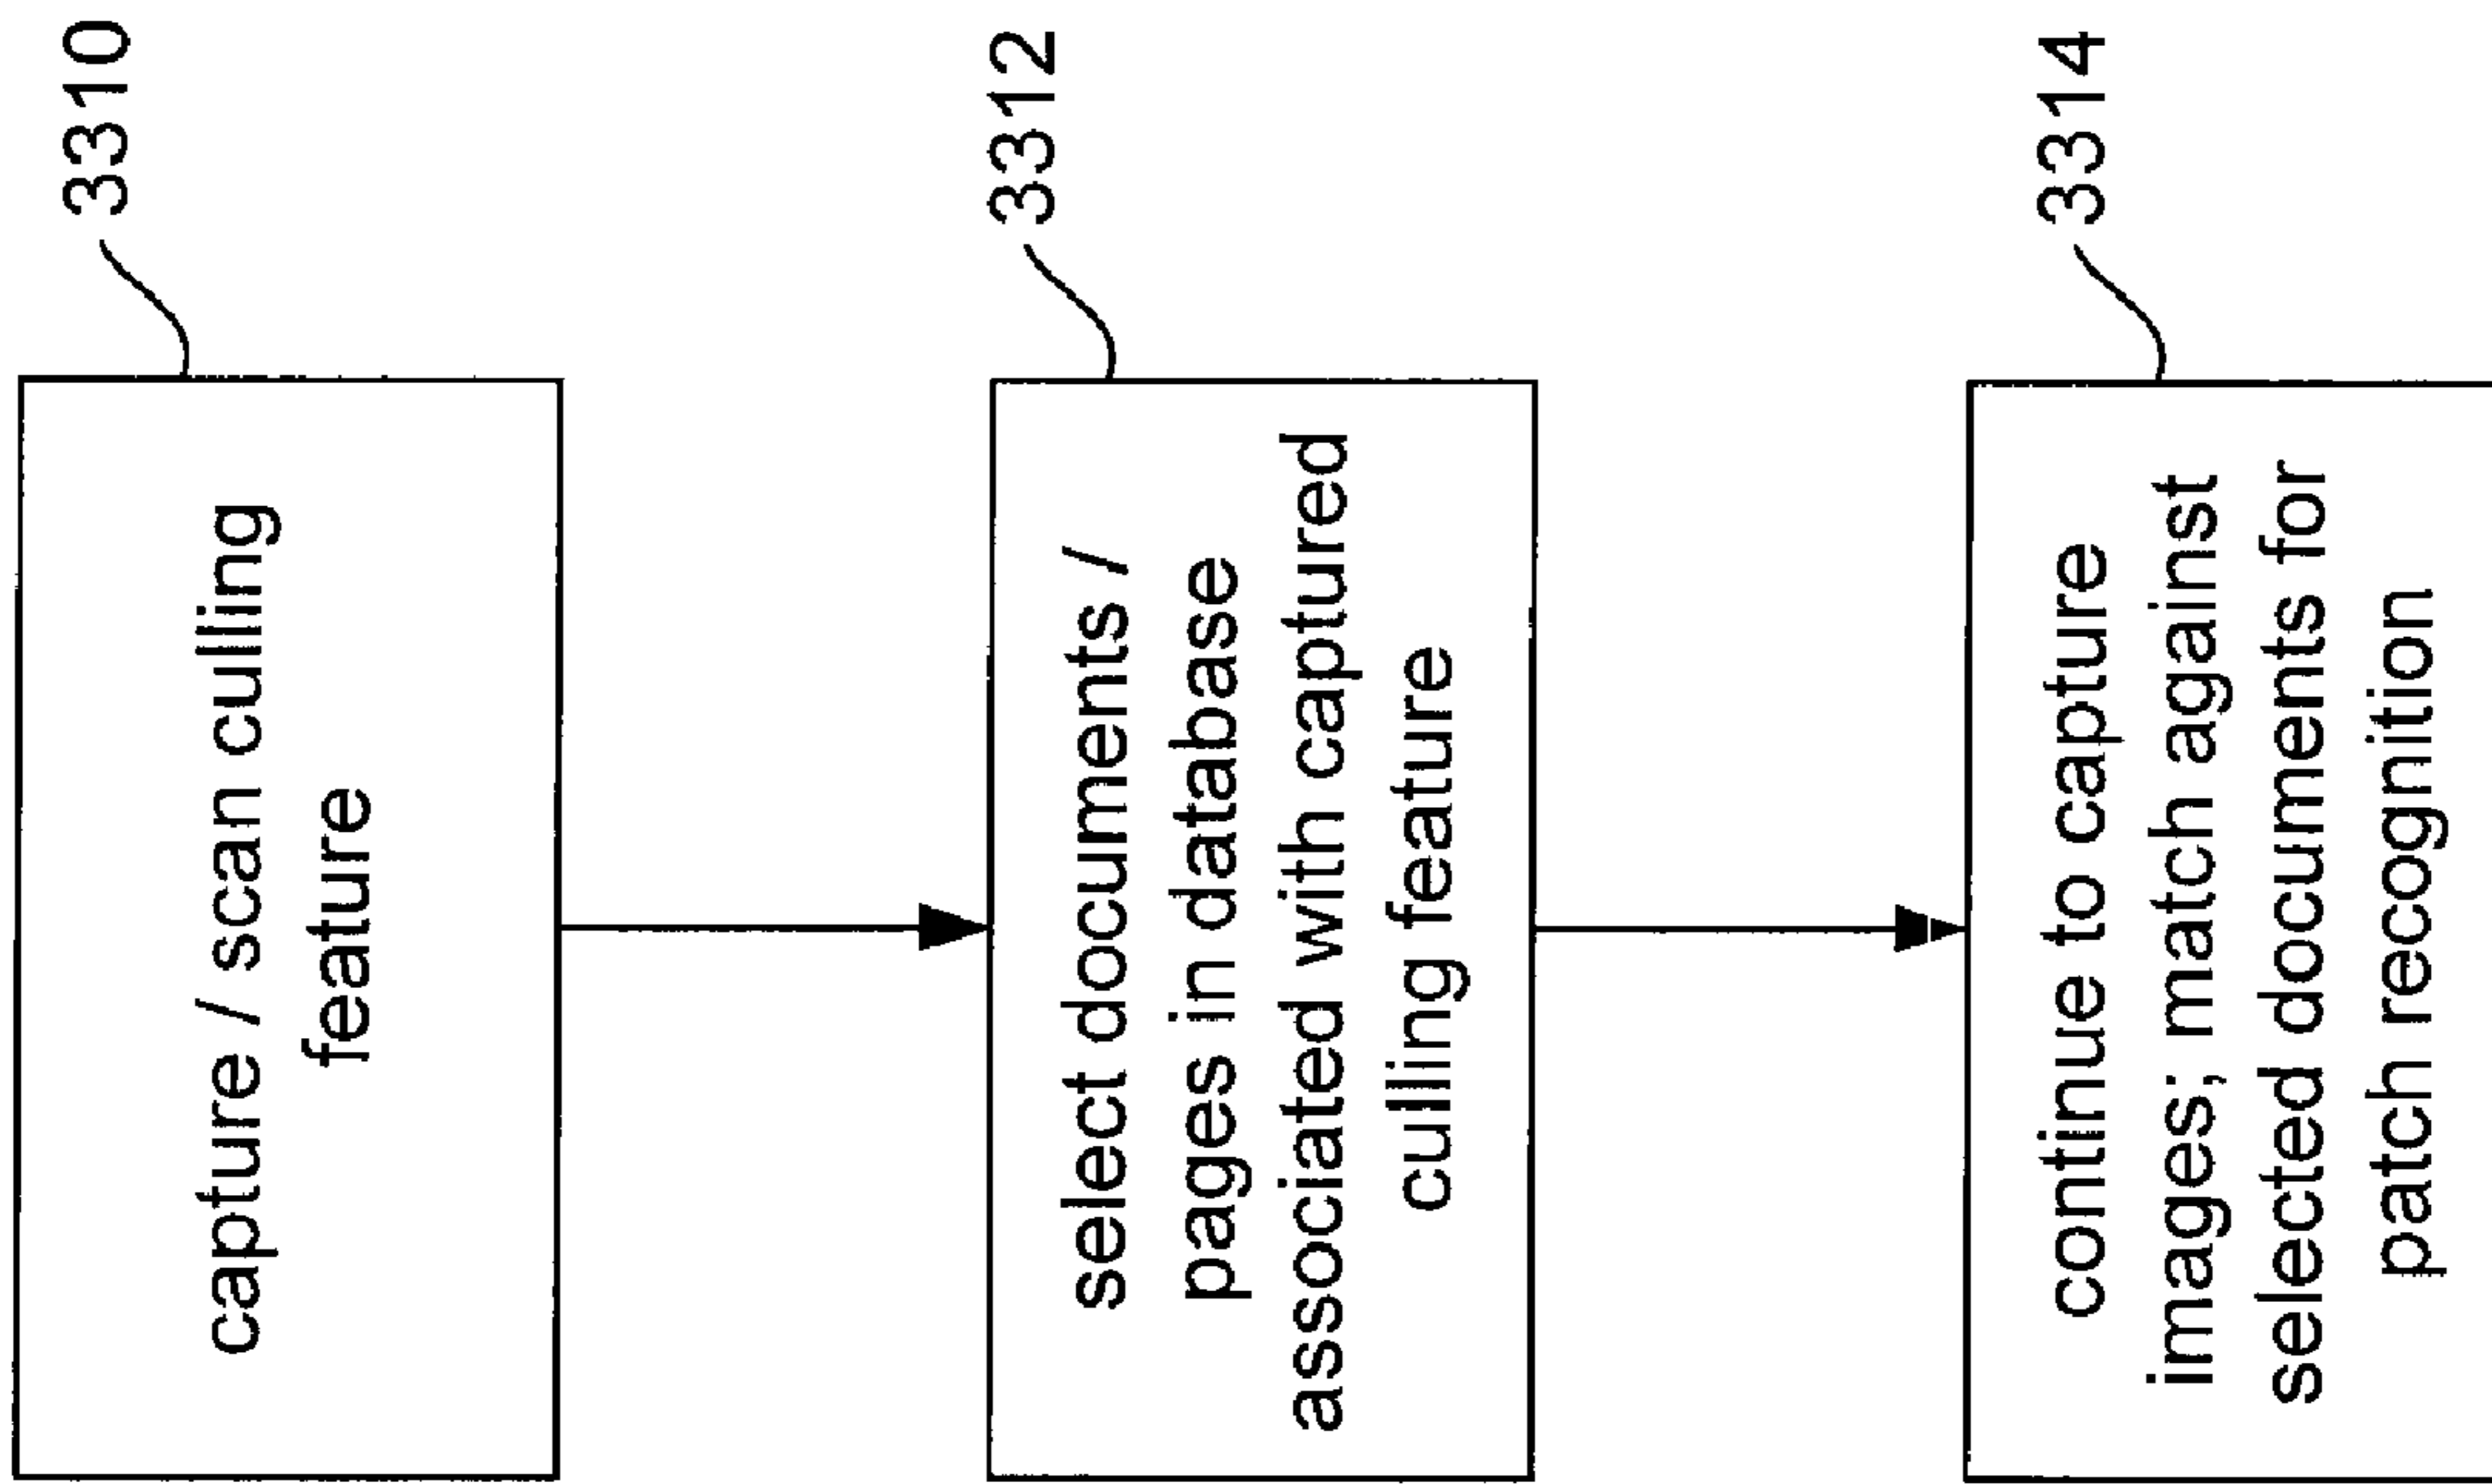 3310
capture / scan culling
feature
3312
select documents /
pages in database
associated with captured
culling feature
3314
continue to capture
images; match against
selected documents for
patch recognition